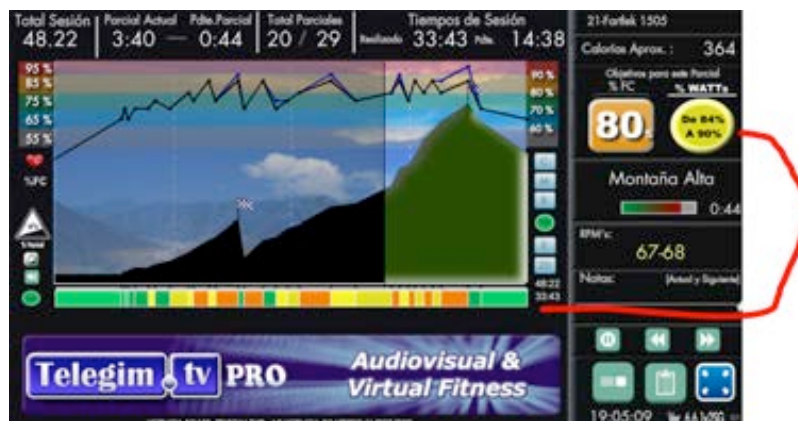 Total Sesión
48.22
Parcial Actual Pdte.Parcial
3:40 — 0:44
Total Parciales
20 / 29
Tiempos de Sesión
Realizado 33:43 Pdte. 14:38
95 %
85 %
75 %
65 %
55 %
%FC
90 %
80 %
70 %
60 %
48:22
33:43
21-Fartlek 1505
Calorías Aprox. : 364
Objetivos para este Parcial
% FC
% WATTs
80
De 84%
A 90%
Montaña Alta
0:44
RPM's:
67-68
Notas: (Actual y Siguiente)
Telegim.tv PRO
Audiovisual &
Virtual Fitness
19:05:09